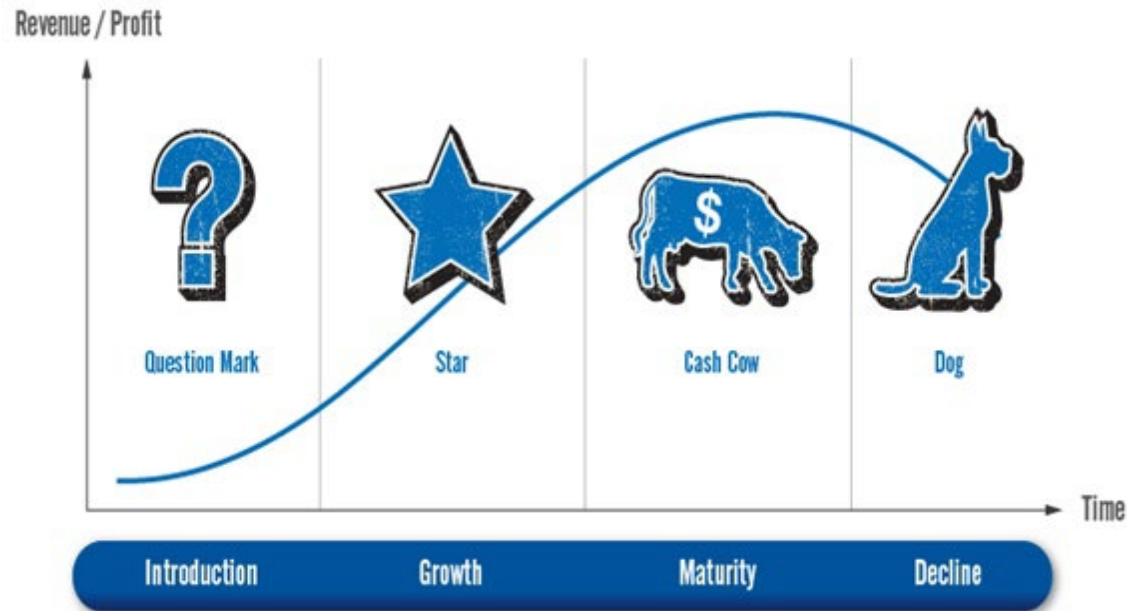 Revenue / Profit
?
$
Question Mark
Star
Cash Cow
Dog
Time
Introduction
Growth
Maturity
Decline